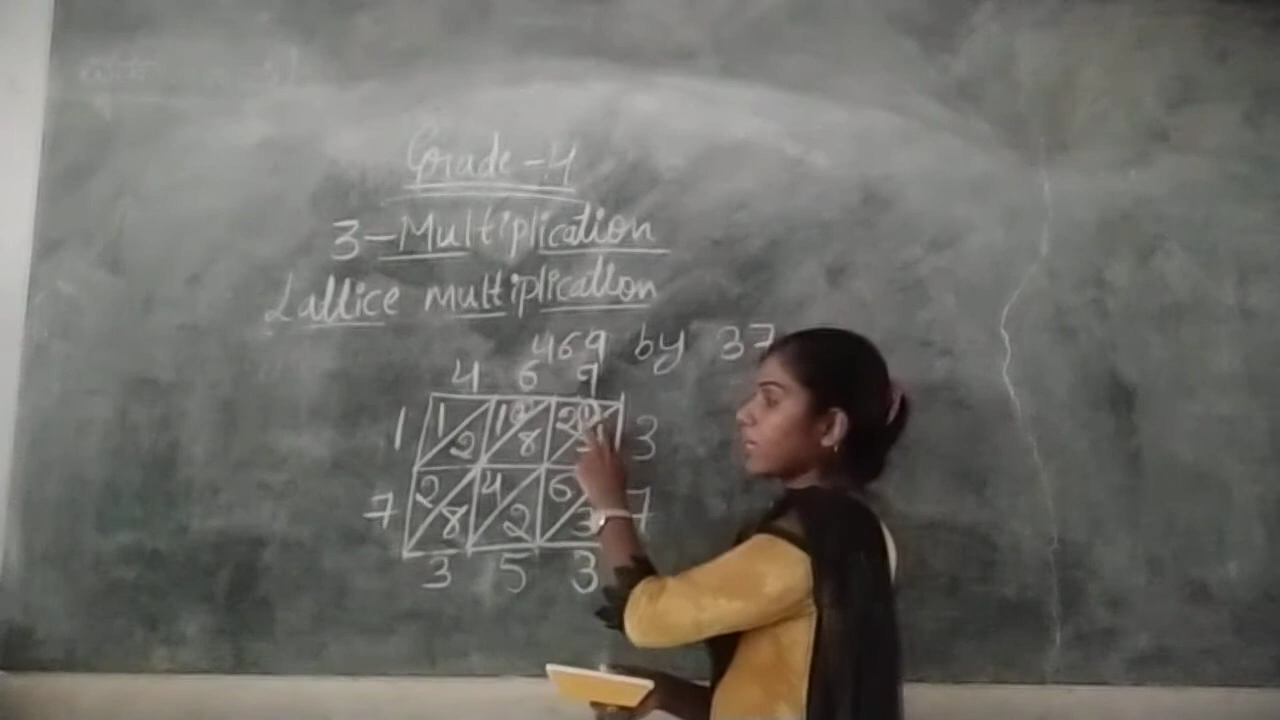 Grade-4
3-Multiplication
Lattice multiplication
469 by 37
4 6 9
1 1 2 1 8 2 3
7 2 8 4 2 6 3 7
3 5 3